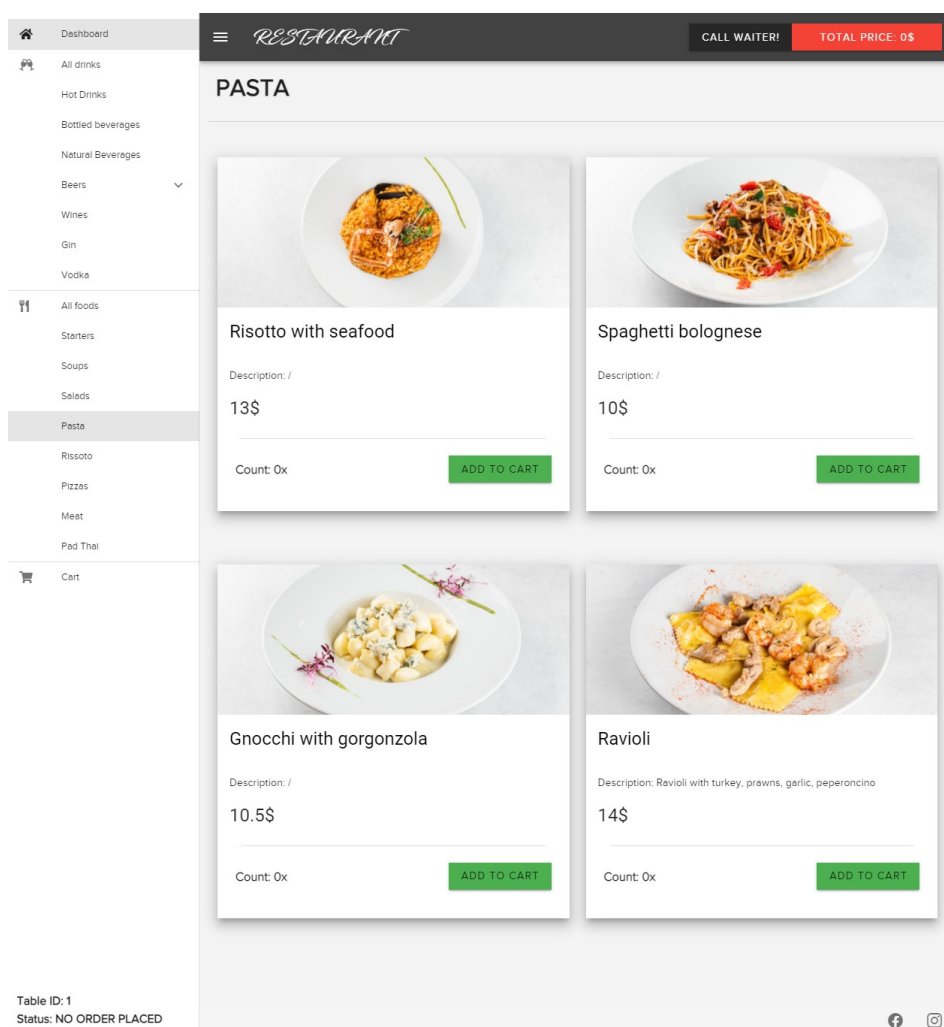 Dashboard
All drinks
Hot Drinks
Bottled beverages
Natural Beverages
Beers
Wines
Gin
Vodka
All foods
Starters
Soups
Salads
Pasta
Rissoto
Pizzas
Meat
Pad Thai
Cart
Table ID: 1
Status: NO ORDER PLACED
RESTAURANT
CALL WAITER!
TOTAL PRICE: 0$
PASTA
Risotto with seafood
Description: /
13$
Count: 0x
ADD TO CART
Spaghetti bolognese
Description: /
10$
Count: 0x
ADD TO CART
Gnocchi with gorgonzola
Description: /
10.5$
Count: 0x
ADD TO CART
Ravioli
Description: Ravioli with turkey, prawns, garlic, peperoncino
14$
Count: 0x
ADD TO CART